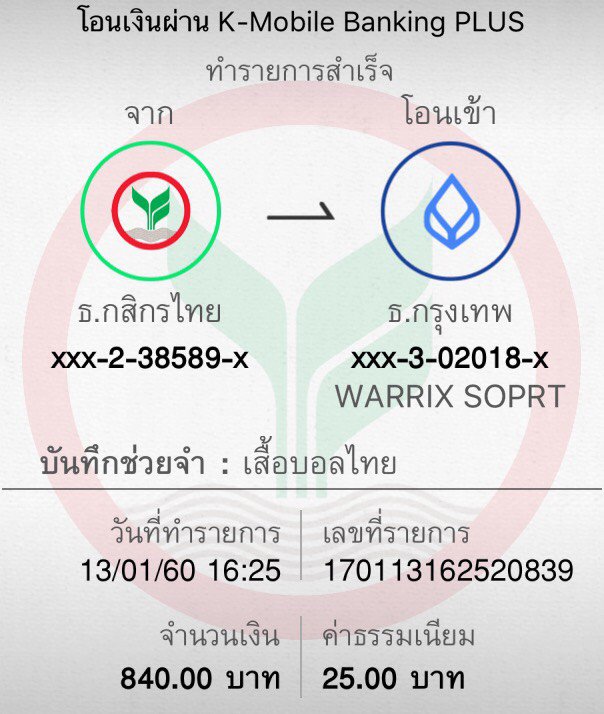 โอนเงินผ่าน K-Mobile Banking PLUS
ทำรายการสำเร็จ
จาก
โอนเข้า
ธ.กสิกรไทย
ธ.กรุงเทพ
xxx-2-38589-x
xxx-3-02018-x
WARRIX SOPRT
บันทึกช่วยจำ : เสื้อบอลไทย
วันที่ทำรายการ
เลขที่รายการ
13/01/60 16:25
170113162520839
จำนวนเงิน
ค่าธรรมเนียม
840.00 บาท
25.00 บาท